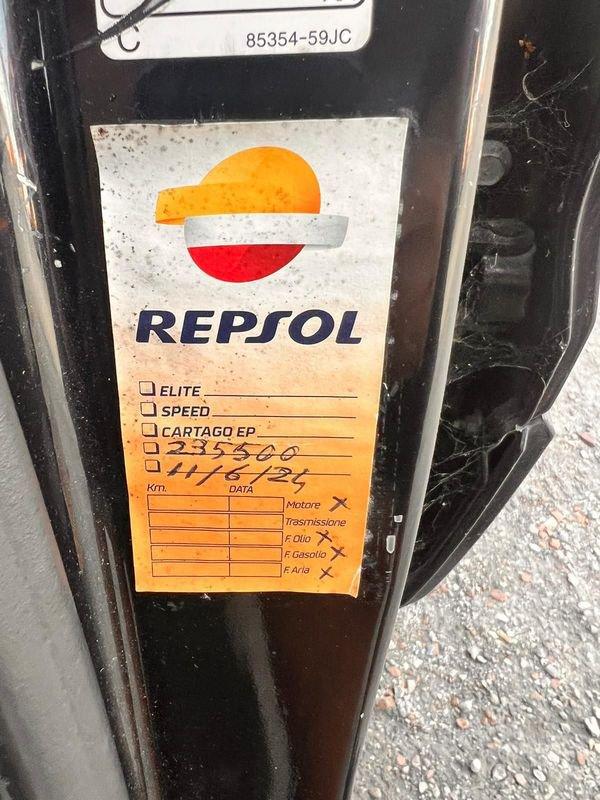 C 85354-59JC
REPSOL
ELITE
SPEED
CARTAGO EP
235500
11/6/24
Km. DATA
Motore X
Trasmissione
F. Olio X
F. Gasolio X
F. Aria X